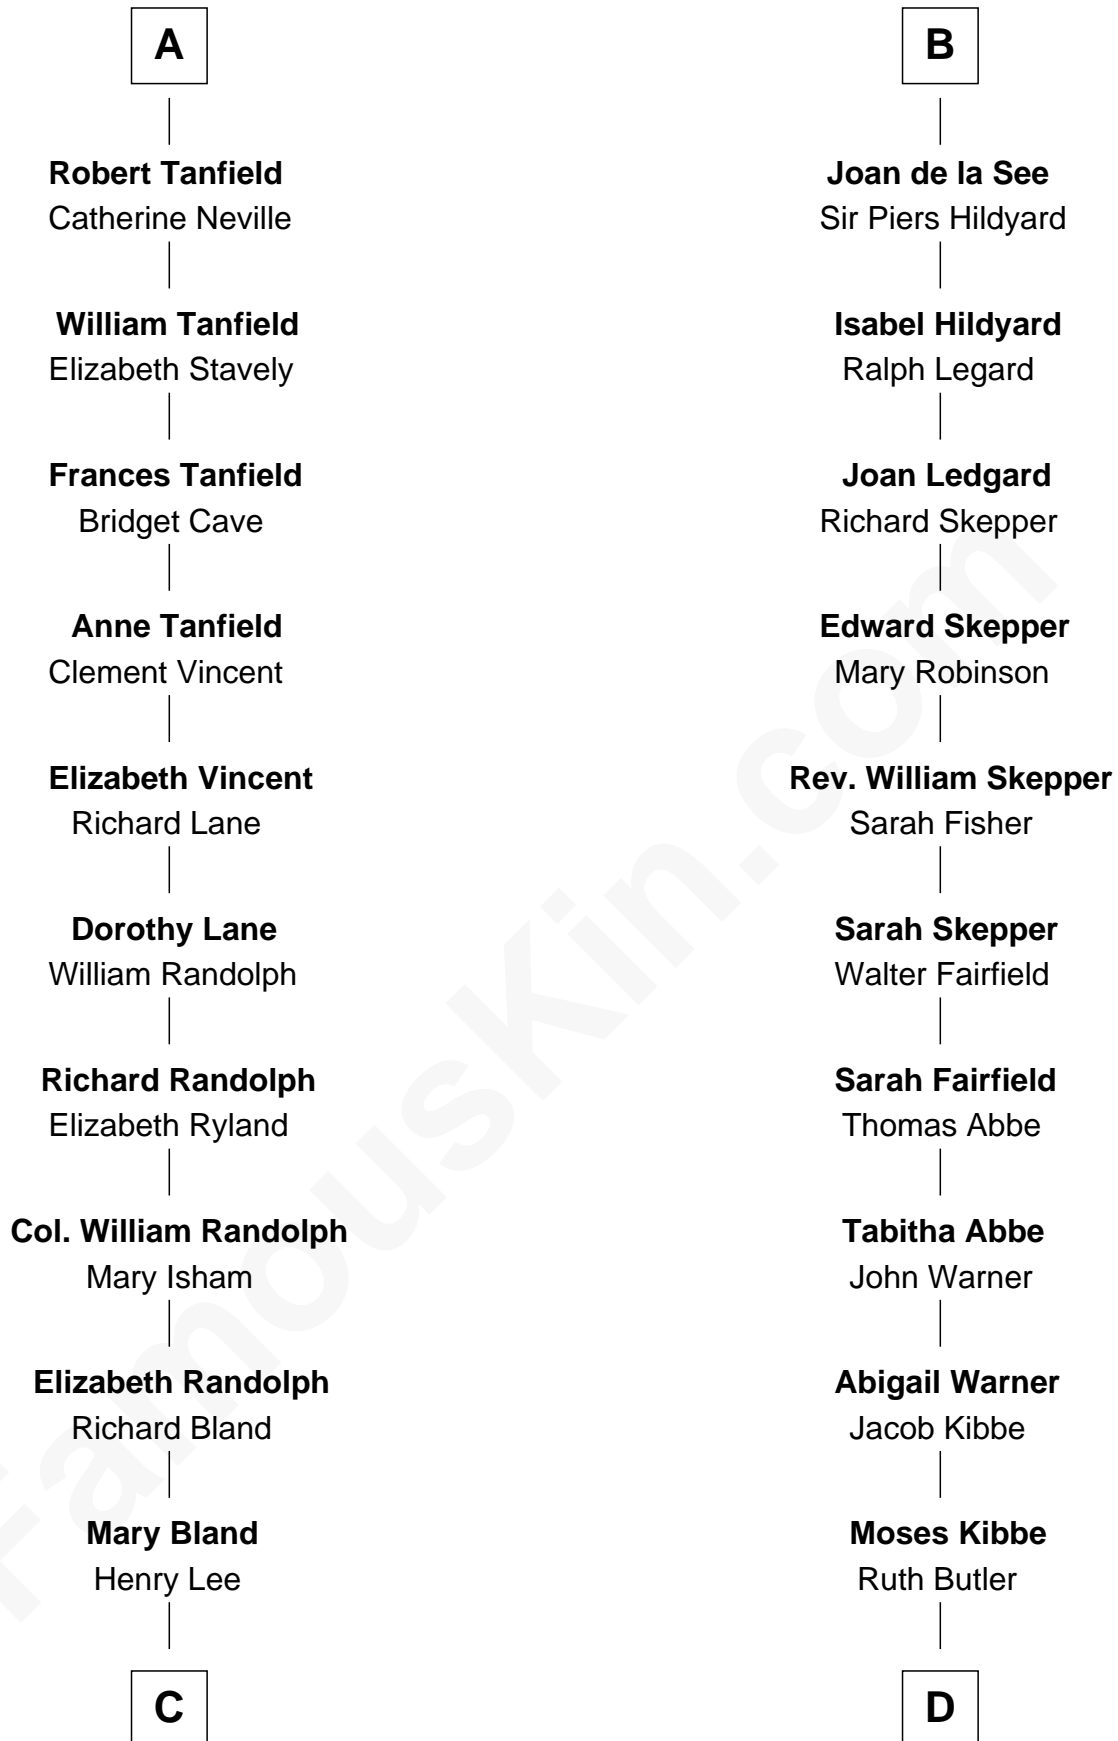 A
Robert Tanfield
Catherine Neville
William Tanfield
Elizabeth Stavely
Frances Tanfield
Bridget Cave
Anne Tanfield
Clement Vincent
Elizabeth Vincent
Richard Lane
Dorothy Lane
William Randolph
Richard Randolph
Elizabeth Ryland
Col. William Randolph
Mary Isham
Elizabeth Randolph
Richard Bland
Mary Bland
Henry Lee
C
B
Joan de la See
Sir Piers Hildyard
Isabel Hildyard
Ralph Legard
Joan Ledgard
Richard Skepper
Edward Skepper
Mary Robinson
Rev. William Skepper
Sarah Fisher
Sarah Skepper
Walter Fairfield
Sarah Fairfield
Thomas Abbe
Tabitha Abbe
John Warner
Abigail Warner
Jacob Kibbe
Moses Kibbe
Ruth Butler
D
FamousKin.com